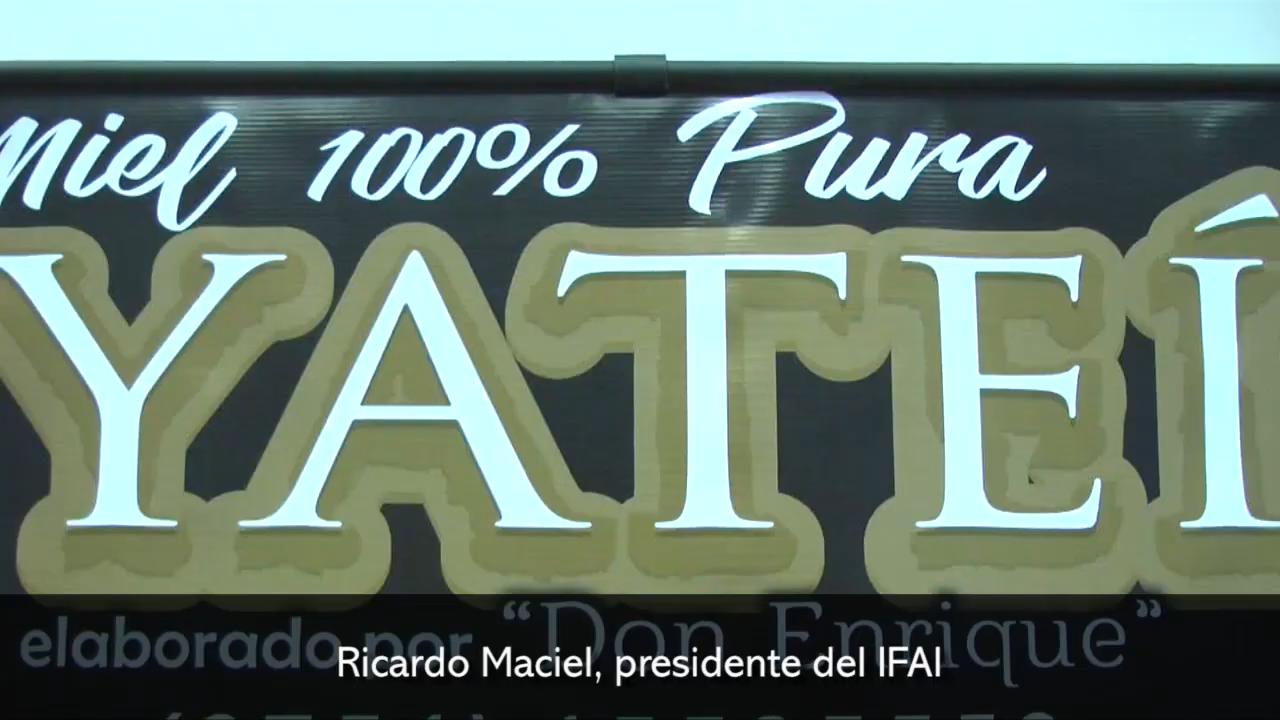 Miel 100% Pura
YATEÍ
elaborado por “Don Enrique”
Ricardo Maciel, presidente del IFAI